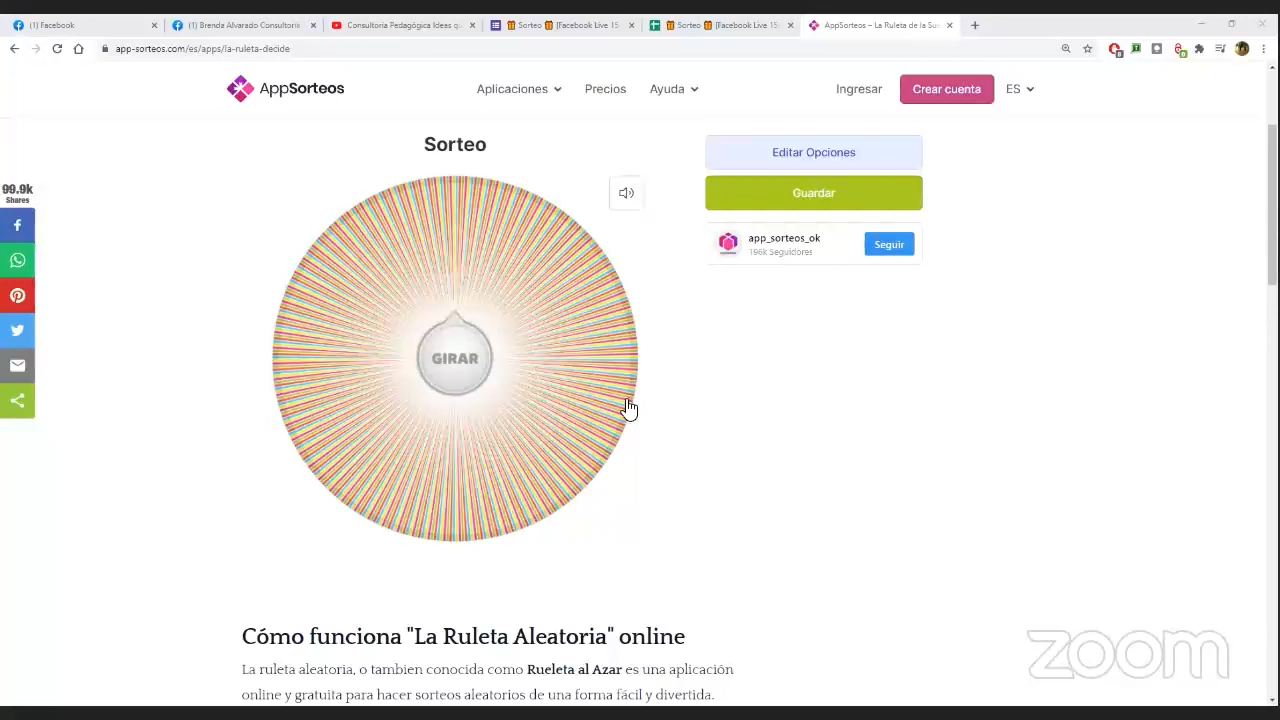 (1) Facebook
(1) Brenda Alvarado Consultorí
Consultoría Pedagógica Ideas q
Sorteo 🎁 [Facebook Live 15
Sorteo 🎁 [Facebook Live 15
AppSorteos – La Ruleta de la Su
app-sorteos.com/es/apps/la-ruleta-decide
AppSorteos
Aplicaciones
Precios
Ayuda
Ingresar
Crear cuenta
ES
Sorteo
Editar Opciones
Guardar
app_sorteos_ok
196k Seguidores
Seguir
99.9k
Shares
GIRAR
Cómo funciona "La Ruleta Aleatoria" online
La ruleta aleatoria, o tambien conocida como Rueleta al Azar es una aplicación
online y gratuita para hacer sorteos aleatorios de una forma fácil y divertida.
zoom